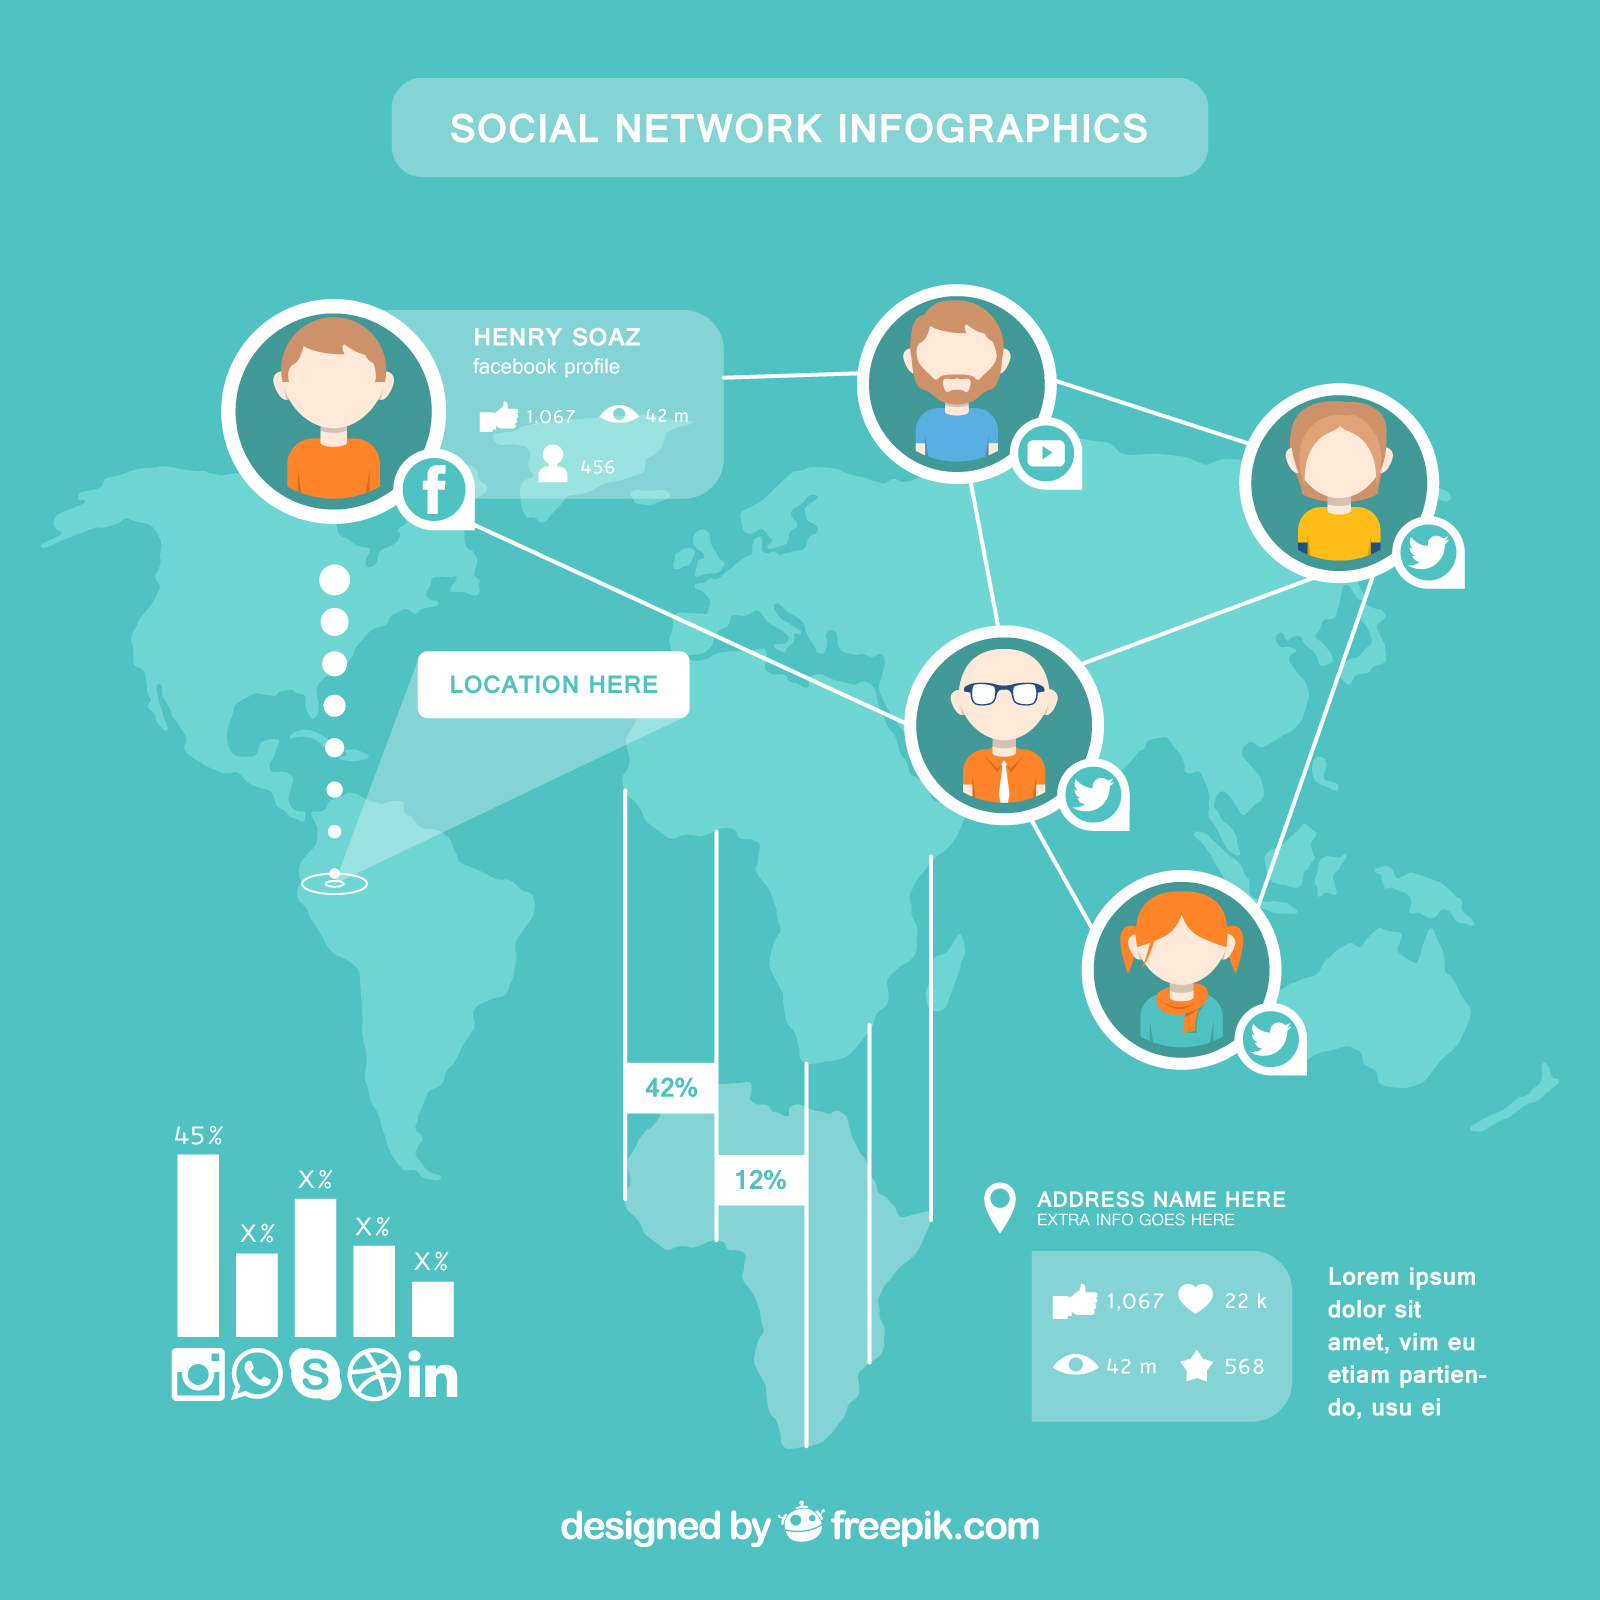 SOCIAL NETWORK INFOGRAPHICS
HENRY SOAZ
facebook profile
1,067 42 m
456
LOCATION HERE
42%
12%
45%
X%
X%
X%
X%
in
ADDRESS NAME HERE
EXTRA INFO GOES HERE
1,067 22 k
42 m 568
Lorem ipsum
dolor sit
amet, vim eu
etiam partien-
do, usu ei
designed by freepik.com